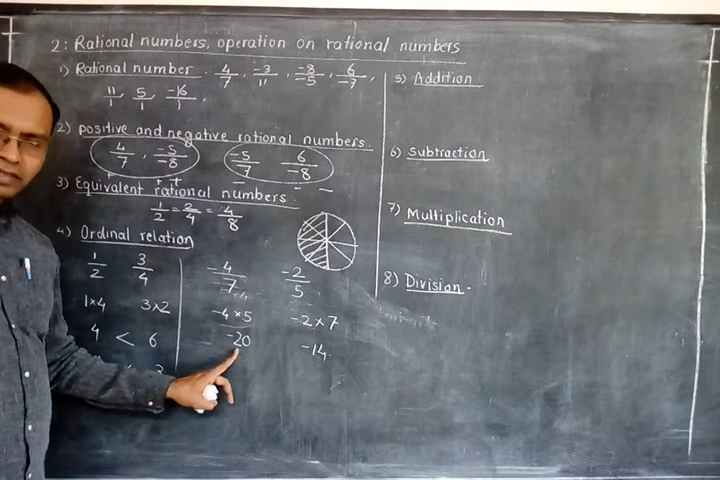 2: Rational numbers, operation on rational numbers
1) Rational number. 4/7, -3/11, -8/-5, 6/-7,
11/1, 5/1, -16/1,
2) positive and negative rational numbers.
4/7, -5/-8 -5/7 6/-8
+ + + - - -
3) Equivalent rational numbers.
1/2 = 2/4 = 4/8
4) Ordinal relation
1/2 3/4
1×4 3×2
4 < 6
-4/7 -2/5
-4×5 -2×7
-20 -14.
5) Addition
6) Subtraction
7) Multiplication
8) Division.